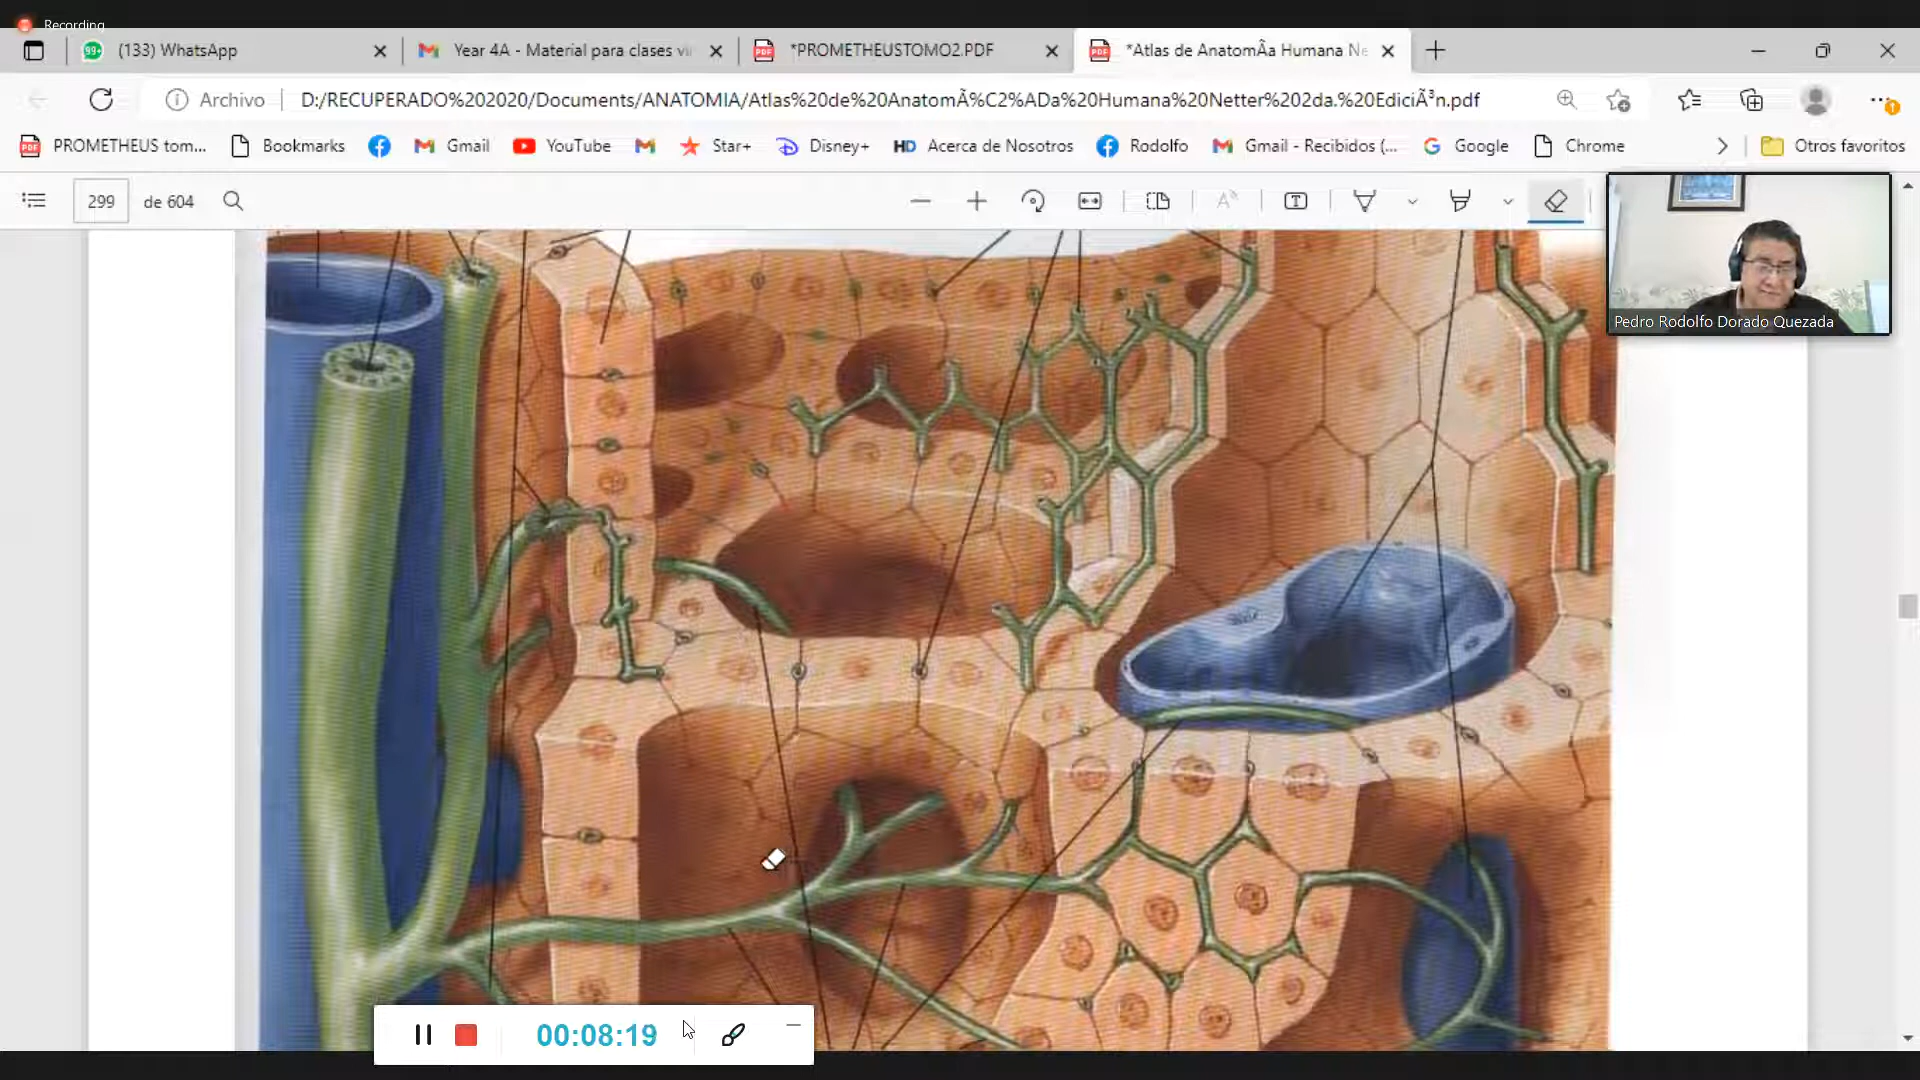 Recording
99+ (133) WhatsApp
Year 4A - Material para clases vi
*PROMETHEUSTOMO2.PDF
*Atlas de AnatomÃa Humana Ne
Archivo
D:/RECUPERADO%202020/Documents/ANATOMIA/Atlas%20de%20AnatomÃ%C2%ADa%20Humana%20Netter%202da.%20EdiciÃ³n.pdf
PROMETHEUS tom...
Bookmarks
Gmail
YouTube
Star+
Disney+
HD Acerca de Nosotros
Rodolfo
Gmail - Recibidos (...
Google
Chrome
Otros favoritos
299 de 604
Pedro Rodolfo Dorado Quezada
00:08:19